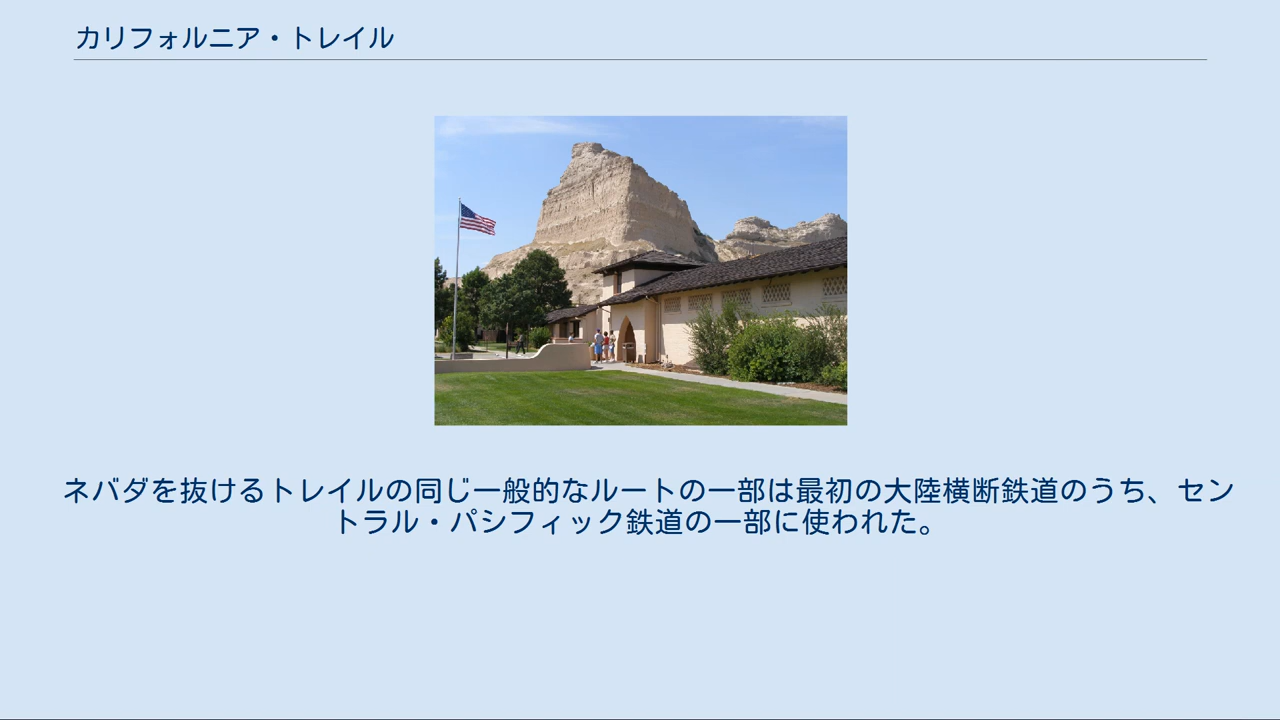 カリフォルニア・トレイル
ネバダを抜けるトレイルの同じ一般的なルートの一部は最初の大陸横断鉄道のうち、セン
トラル・パシフィック鉄道の一部に使われた。